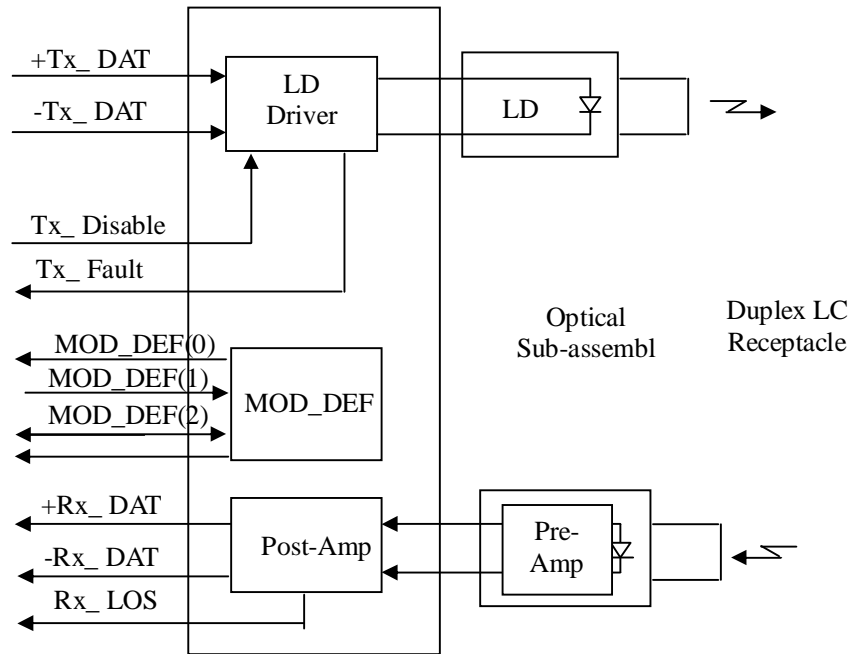 +Tx_ DAT
LD
Driver
-Tx_ DAT
LD
Tx_ Disable
Tx_ Fault
Optical
Sub-assembl
Duplex LC
Receptacle
MOD_DEF(0)
MOD_DEF(1)
MOD_DEF
MOD_DEF(2)
+Rx_ DAT
Post-Amp
Pre-
Amp
-Rx_ DAT
Rx_ LOS